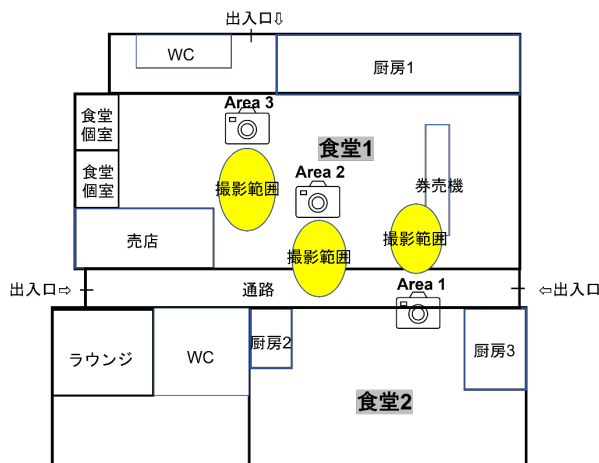 出入口⇩
WC
厨房1
Area 3
食堂
個室
食堂1
Area 2
食堂
個室
撮影範囲
券売機
売店
撮影範囲
撮影範囲
出入口⇨
通路
Area 1
⇦出入口
ラウンジ
WC
厨房2
厨房3
食堂2